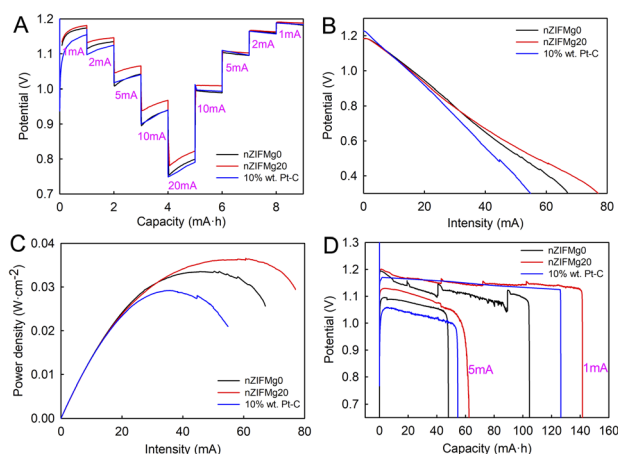 A
1.2
1.1
1.0
0.9
0.8
0.7
Potential (V)
0
2
4
6
8
Capacity (mA·h)
1mA
2mA
5mA
10mA
20mA
10mA
5mA
2mA
1mA
nZIFMg0
nZIFMg20
10% wt. Pt-C
B
1.2
1.0
0.8
0.6
0.4
Potential (V)
0
20
40
60
80
Intensity (mA)
nZIFMg0
nZIFMg20
10% wt. Pt-C
C
0.04
0.03
0.02
0.01
0.00
Power density (W·cm-2)
0
20
40
60
80
Intensity (mA)
nZIFMg0
nZIFMg20
10% wt. Pt-C
D
1.3
1.2
1.1
1.0
0.9
0.8
0.7
Potential (V)
0
20
40
60
80
100
120
140
160
Capacity (mA·h)
nZIFMg0
nZIFMg20
10% wt. Pt-C
5mA
1mA